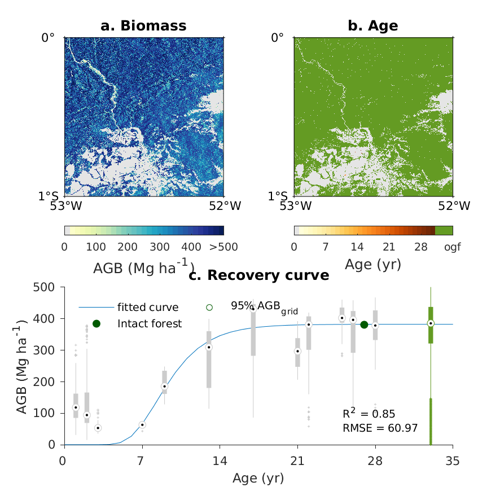 a. Biomass
b. Age
0°
0°
1°S
1°S
53°W
52°W
53°W
52°W
0 100 200 300 400 >500
0 7 14 21 28 ogf
AGB (Mg ha-1)
Age (yr)
c. Recovery curve
500
400
300
200
100
0
AGB (Mg ha-1)
fitted curve
95% AGBgrid
Intact forest
R2 = 0.85
RMSE = 60.97
0 7 14 21 28 35
Age (yr)